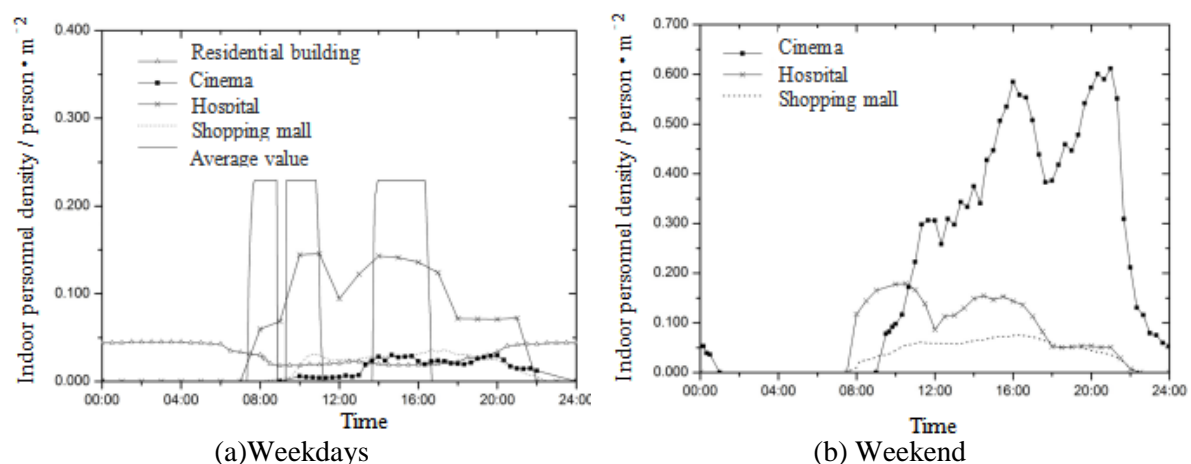 Indoor personnel density / person • m⁻²
0.400
0.300
0.200
0.100
0.000
Residential building
Cinema
Hospital
Shopping mall
Average value
00:00 04:00 08:00 12:00 16:00 20:00 24:00
Time
(a)Weekdays
Indoor personnel density / person • m⁻²
0.700
0.600
0.500
0.400
0.300
0.200
0.100
0.000
Cinema
Hospital
Shopping mall
00:00 04:00 08:00 12:00 16:00 20:00 24:00
Time
(b) Weekend